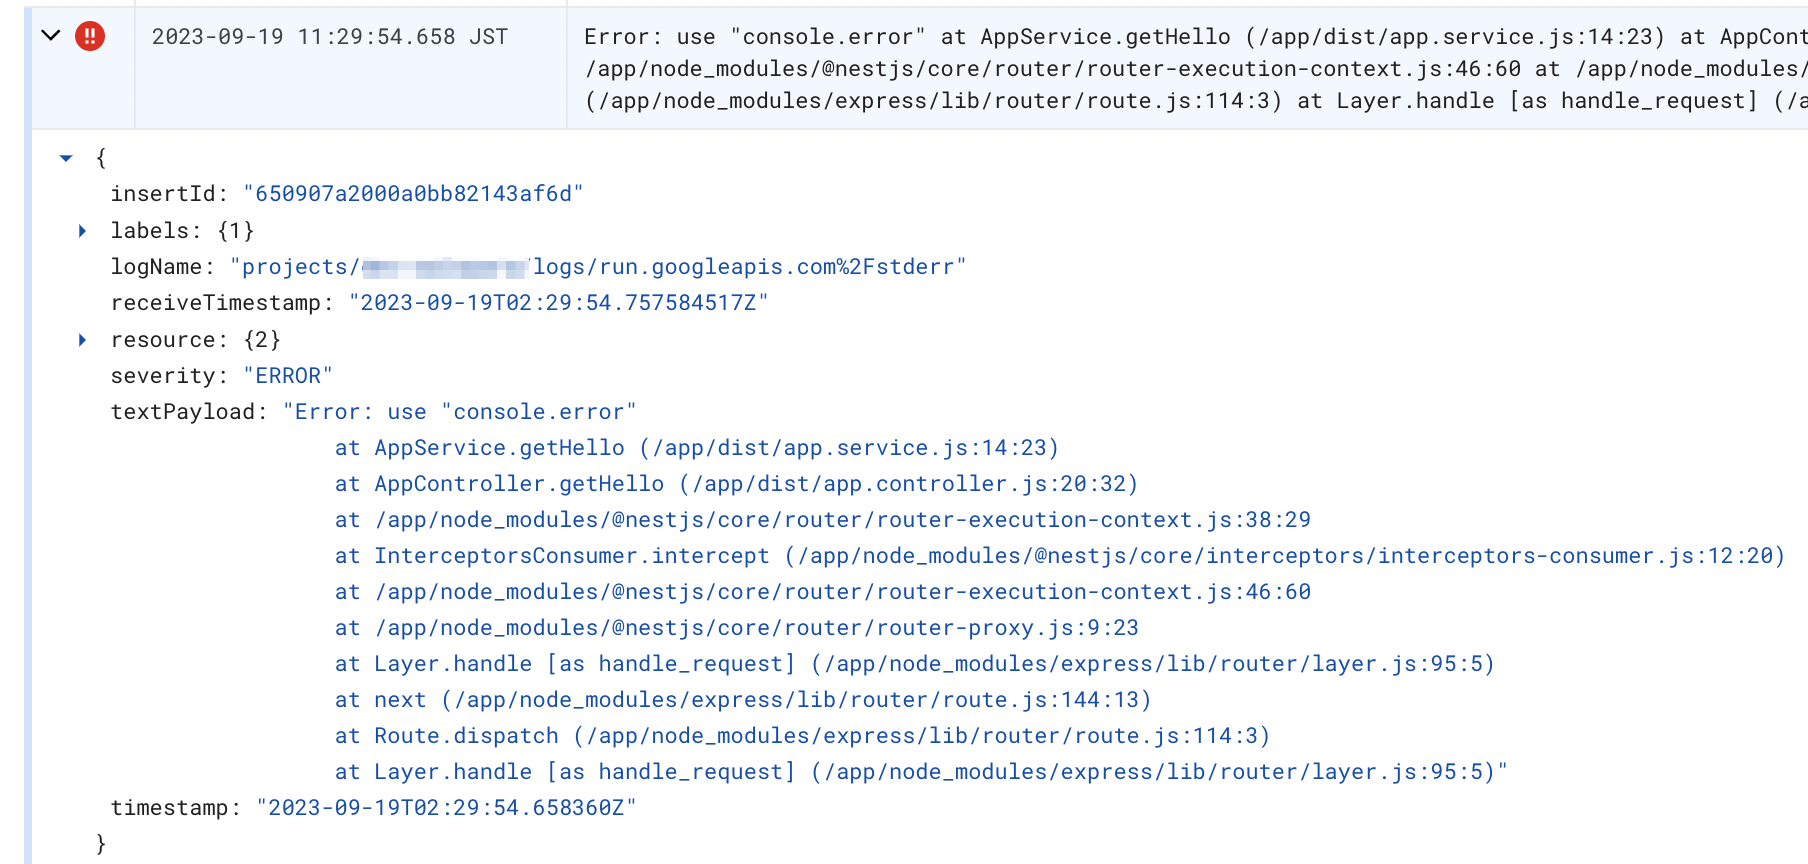 2023-09-19 11:29:54.658 JST
Error: use "console.error" at AppService.getHello (/app/dist/app.service.js:14:23) at AppCont
/app/node_modules/@nestjs/core/router/router-execution-context.js:46:60 at /app/node_modules/
(/app/node_modules/express/lib/router/route.js:114:3) at Layer.handle [as handle_request] (/a
{
insertId: "650907a2000a0bb82143af6d"
labels: {1}
logName: "projects/ logs/run.googleapis.com%2Fstderr"
receiveTimestamp: "2023-09-19T02:29:54.757584517Z"
resource: {2}
severity: "ERROR"
textPayload: "Error: use "console.error"
at AppService.getHello (/app/dist/app.service.js:14:23)
at AppController.getHello (/app/dist/app.controller.js:20:32)
at /app/node_modules/@nestjs/core/router/router-execution-context.js:38:29
at InterceptorsConsumer.intercept (/app/node_modules/@nestjs/core/interceptors/interceptors-consumer.js:12:20)
at /app/node_modules/@nestjs/core/router/router-execution-context.js:46:60
at /app/node_modules/@nestjs/core/router/router-proxy.js:9:23
at Layer.handle [as handle_request] (/app/node_modules/express/lib/router/layer.js:95:5)
at next (/app/node_modules/express/lib/router/route.js:144:13)
at Route.dispatch (/app/node_modules/express/lib/router/route.js:114:3)
at Layer.handle [as handle_request] (/app/node_modules/express/lib/router/layer.js:95:5)"
timestamp: "2023-09-19T02:29:54.658360Z"
}